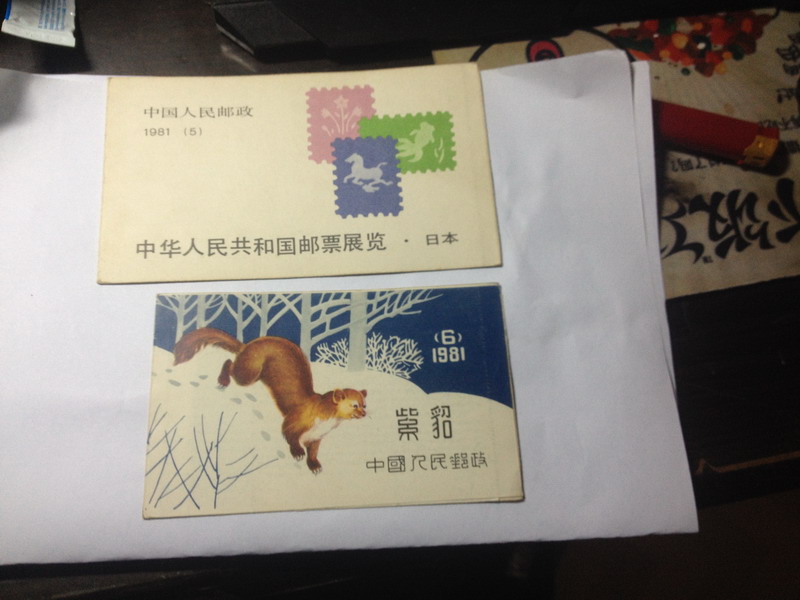 中国人民邮政
1981 (5)
中华人民共和国邮票展览 · 日本
(6)
1981
紫貂
中國人民郵政